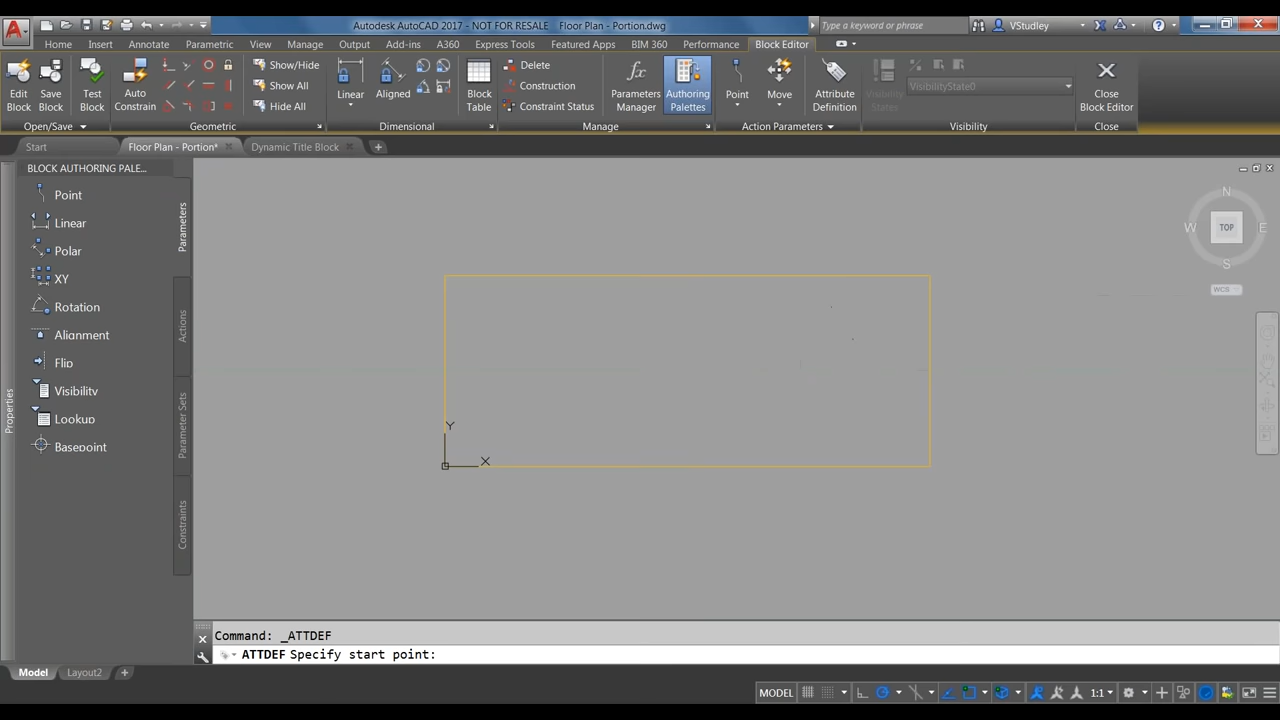 Autodesk AutoCAD 2017 - NOT FOR RESALE Floor Plan - Portion.dwg
Type a keyword or phrase
VStudley
Home Insert Annotate Parametric View Manage Output Add-ins A360 Express Tools Featured Apps BIM 360 Performance Block Editor
Edit Block
Save Block
Test Block
Auto Constrain
Show/Hide
Show All
Hide All
Linear
Aligned
Block Table
Delete
Construction
Constraint Status
Parameters Manager
Authoring Palettes
Point
Move
Attribute Definition
Visibility States
VisibilityState0
Close Block Editor
Open/Save Geometric Dimensional Manage Action Parameters Visibility Close
Start Floor Plan - Portion* Dynamic Title Block
BLOCK AUTHORING PALE...
Point
Linear
Polar
XY
Rotation
Alignment
Flip
Visibility
Lookup
Basepoint
Parameters
Actions
Parameter Sets
Constraints
Properties
N
W TOP E
S
WCS
Y
X
Command: _ATTDEF
ATTDEF Specify start point:
Model Layout2
MODEL 1:1